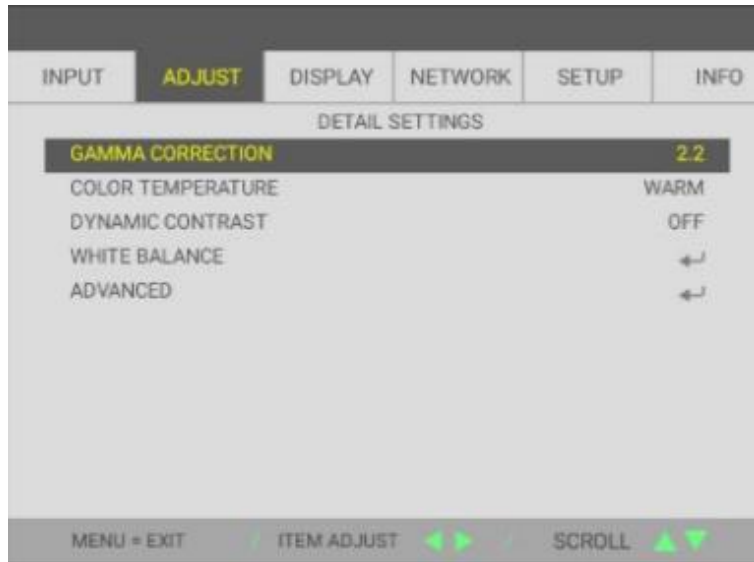 INPUT ADJUST DISPLAY NETWORK SETUP INFO
DETAIL SETTINGS
GAMMA CORRECTION 2.2
COLOR TEMPERATURE WARM
DYNAMIC CONTRAST OFF
WHITE BALANCE
ADVANCED
MENU = EXIT / ITEM ADJUST ◀ ▶ / SCROLL ▲ ▼